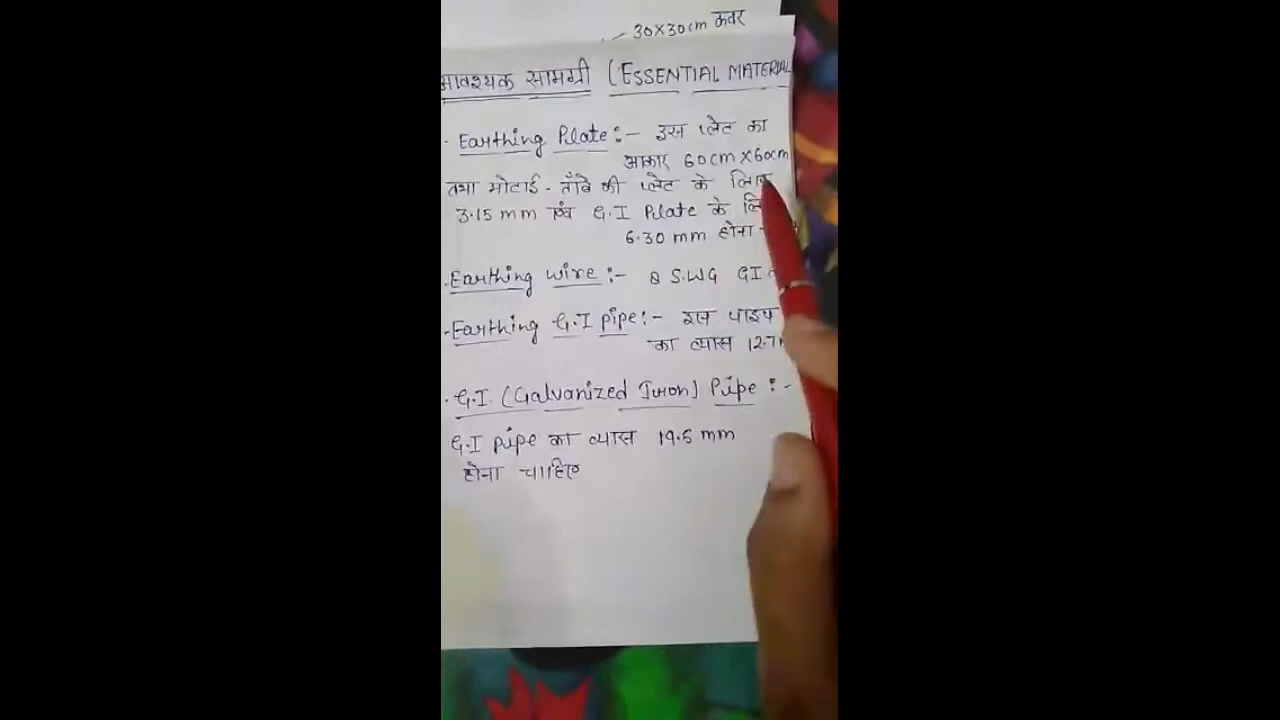 30×30cm कवर
आवश्यक सामग्री (ESSENTIAL MATERIAL
· Earthing Plate:- इस प्लेट का
आकार 60cm×60cm
तथा मोटाई - ताँबे की प्लेट के लिए
3.15 mm एंव G.I Plate के लि
6.30 mm होना
· Earthing wire:- 8 S.W.G GI
· Earthing G.I pipe:- इस पाइप
का व्यास 12.7
· G.I. (Galvanized Iron) Pipe:-
G.I pipe का व्यास 19.5 mm
होना चाहिए